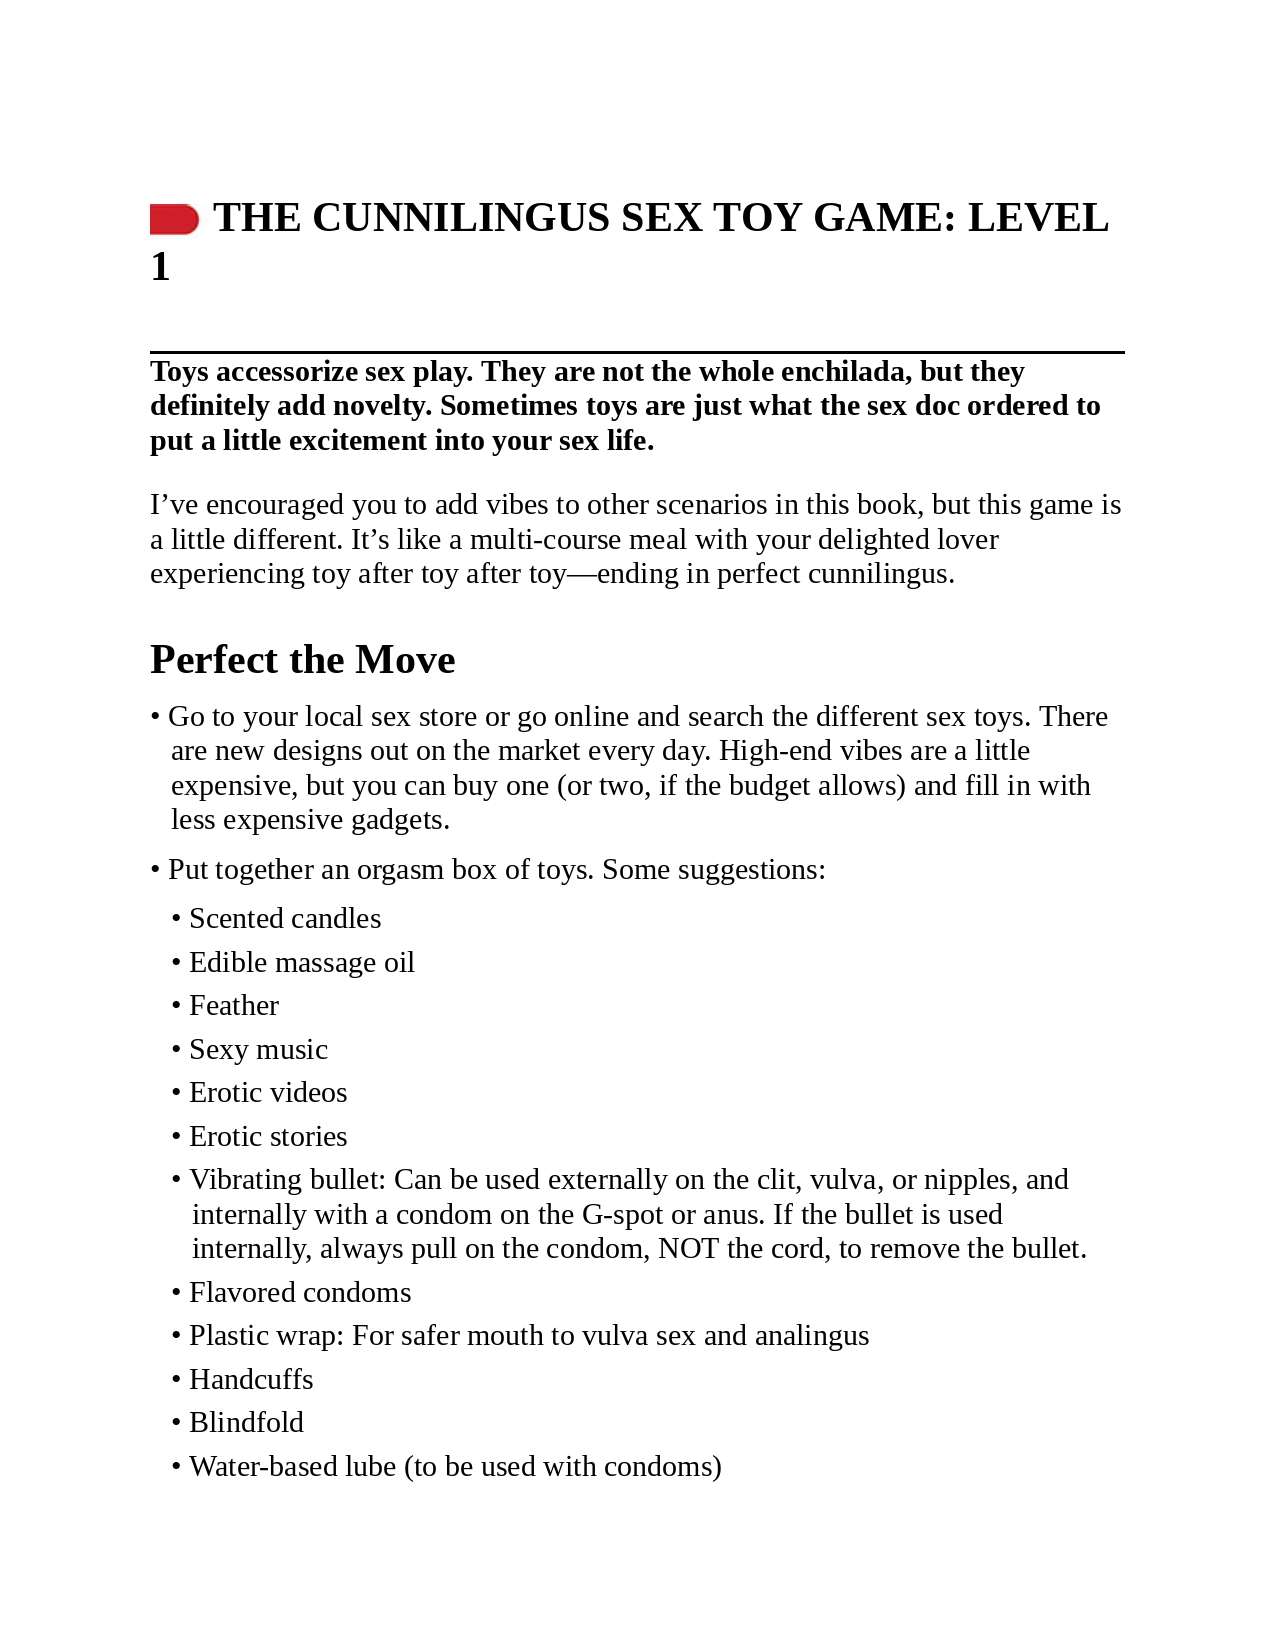 THE CUNNILINGUS SEX TOY GAME: LEVEL
1
Toys accessorize sex play. They are not the whole enchilada, but they
definitely add novelty. Sometimes toys are just what the sex doc ordered to
put a little excitement into your sex life.
I’ve encouraged you to add vibes to other scenarios in this book, but this game is
a little different. It’s like a multi-course meal with your delighted lover
experiencing toy after toy after toy—ending in perfect cunnilingus.
Perfect the Move
• Go to your local sex store or go online and search the different sex toys. There
are new designs out on the market every day. High-end vibes are a little
expensive, but you can buy one (or two, if the budget allows) and fill in with
less expensive gadgets.
• Put together an orgasm box of toys. Some suggestions:
• Scented candles
• Edible massage oil
• Feather
• Sexy music
• Erotic videos
• Erotic stories
• Vibrating bullet: Can be used externally on the clit, vulva, or nipples, and
internally with a condom on the G-spot or anus. If the bullet is used
internally, always pull on the condom, NOT the cord, to remove the bullet.
• Flavored condoms
• Plastic wrap: For safer mouth to vulva sex and analingus
• Handcuffs
• Blindfold
• Water-based lube (to be used with condoms)